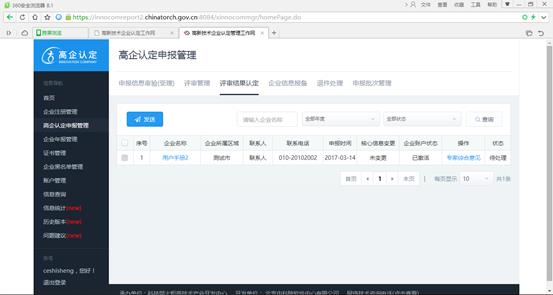 360安全浏览器 8.1
文件 查看 收藏 工具 帮助
https://innocomreport2.chinatorch.gov.cn:8084/xinnocommgr/homePage.do
高新技术企业认定管理工作网 高新技术企业认定管理工作网
高企认定
INNOVATION COMPANY
高企认定申报管理
首页
企业注册管理
高企认定申报管理
企业年报管理
证书管理
企业黑名单管理
账户管理
信息查询
信息统计(new)
历史版本(new)
问题建议(new)
ceshisheng，您好！
退出登录
申报信息审验(受理) 评审管理 评审结果认定 企业信息报备 退件处理 申报批次管理
发送 请输入企业名称 全部年度 全部状态 查询
序号 企业名称 企业所属区域 联系人 联系电话 申报时间 核心信息变更 企业账户状态 操作 状态
1 用户手册2 测试市 联系人 010-20102002 2017-03-14 未变更 已激活 专家综合意见 待处理
首页 1 末页 每页显示 10 共1条